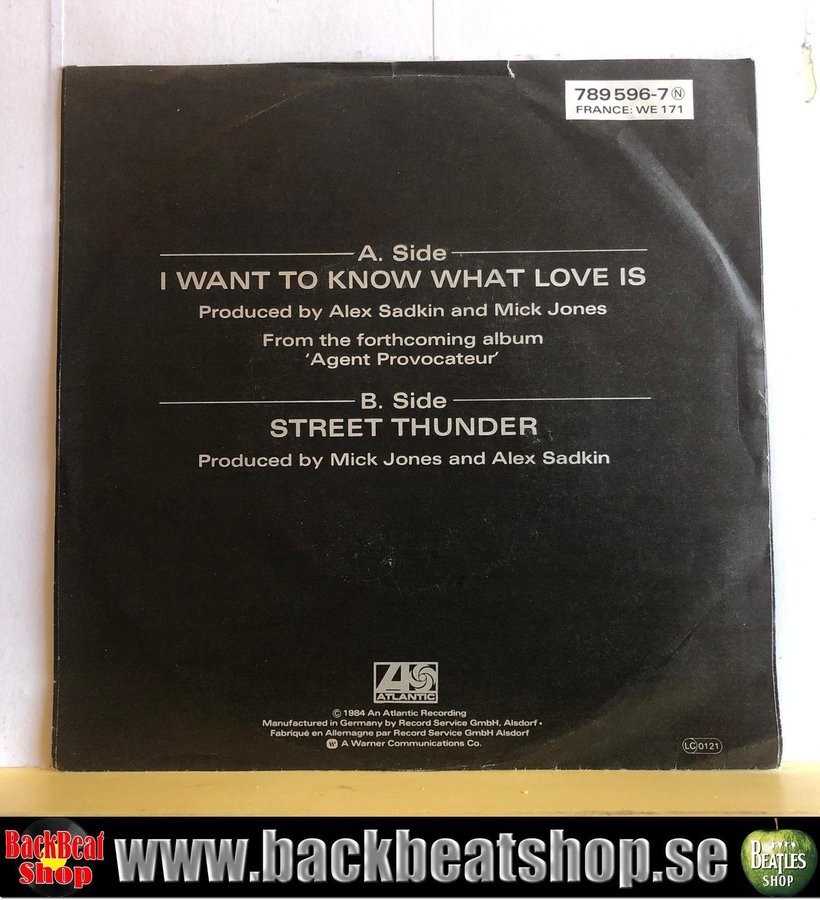 789 596-7 Ⓝ
FRANCE: WE 171
A. Side
I WANT TO KNOW WHAT LOVE IS
Produced by Alex Sadkin and Mick Jones
From the forthcoming album
‘Agent Provocateur’
B. Side
STREET THUNDER
Produced by Mick Jones and Alex Sadkin
ATLANTIC
© 1984 An Atlantic Recording
Manufactured in Germany by Record Service GmbH, Alsdorf •
Fabriqué en Allemagne par Record Service GmbH Alsdorf
A Warner Communications Co.
LC 0121
BackBeat
Shop
www.backbeatshop.se
BEATLES
SHOP